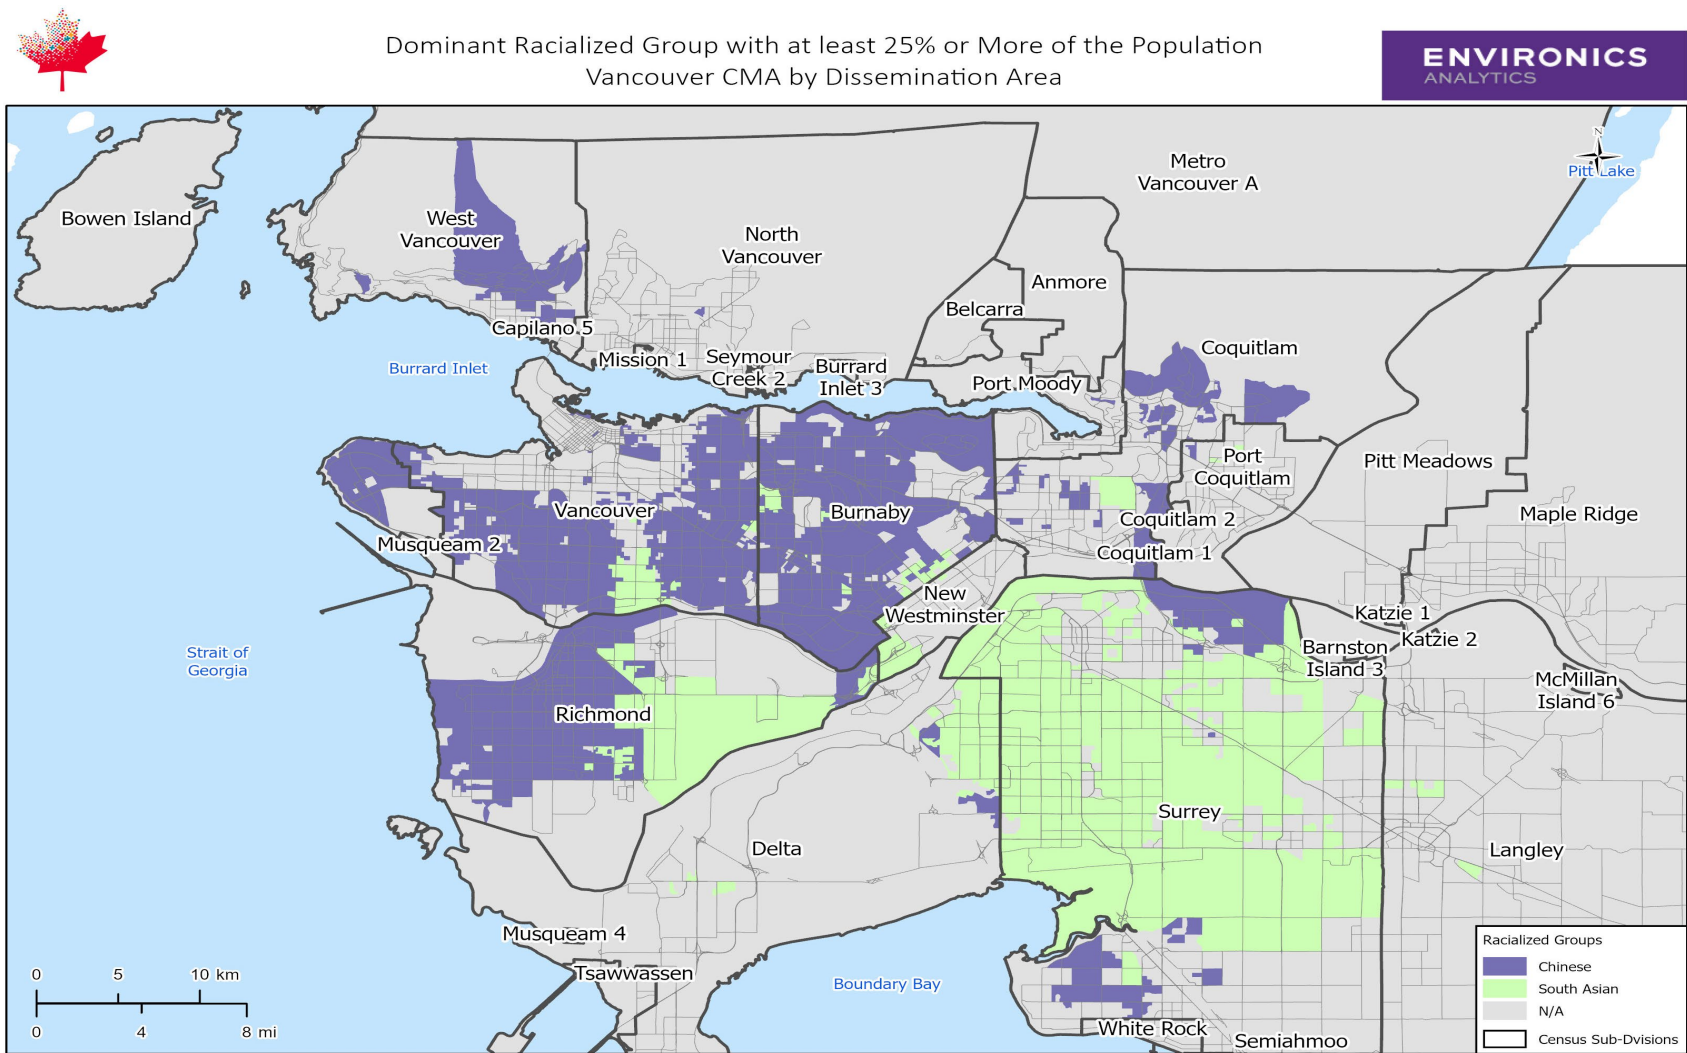 Dominant Racialized Group with at least 25% or More of the Population
Vancouver CMA by Dissemination Area
ENVIRONICS
ANALYTICS
N
Pitt Lake
Metro
Vancouver A
Bowen Island
West
Vancouver
North
Vancouver
Anmore
Belcarra
Capilano 5
Mission 1
Seymour
Creek 2
Burrard
Inlet 3
Burrard Inlet
Port Moody
Coquitlam
Port
Coquitlam
Pitt Meadows
Maple Ridge
Vancouver
Burnaby
Coquitlam 2
Musqueam 2
Coquitlam 1
New
Westminster
Katzie 1
Katzie 2
Barnston
Island 3
McMillan
Island 6
Strait of
Georgia
Richmond
Surrey
Delta
Langley
Musqueam 4
Tsawwassen
Boundary Bay
White Rock
Semiahmoo
0 5 10 km
0 4 8 mi
Racialized Groups
Chinese
South Asian
N/A
Census Sub-Dvisions